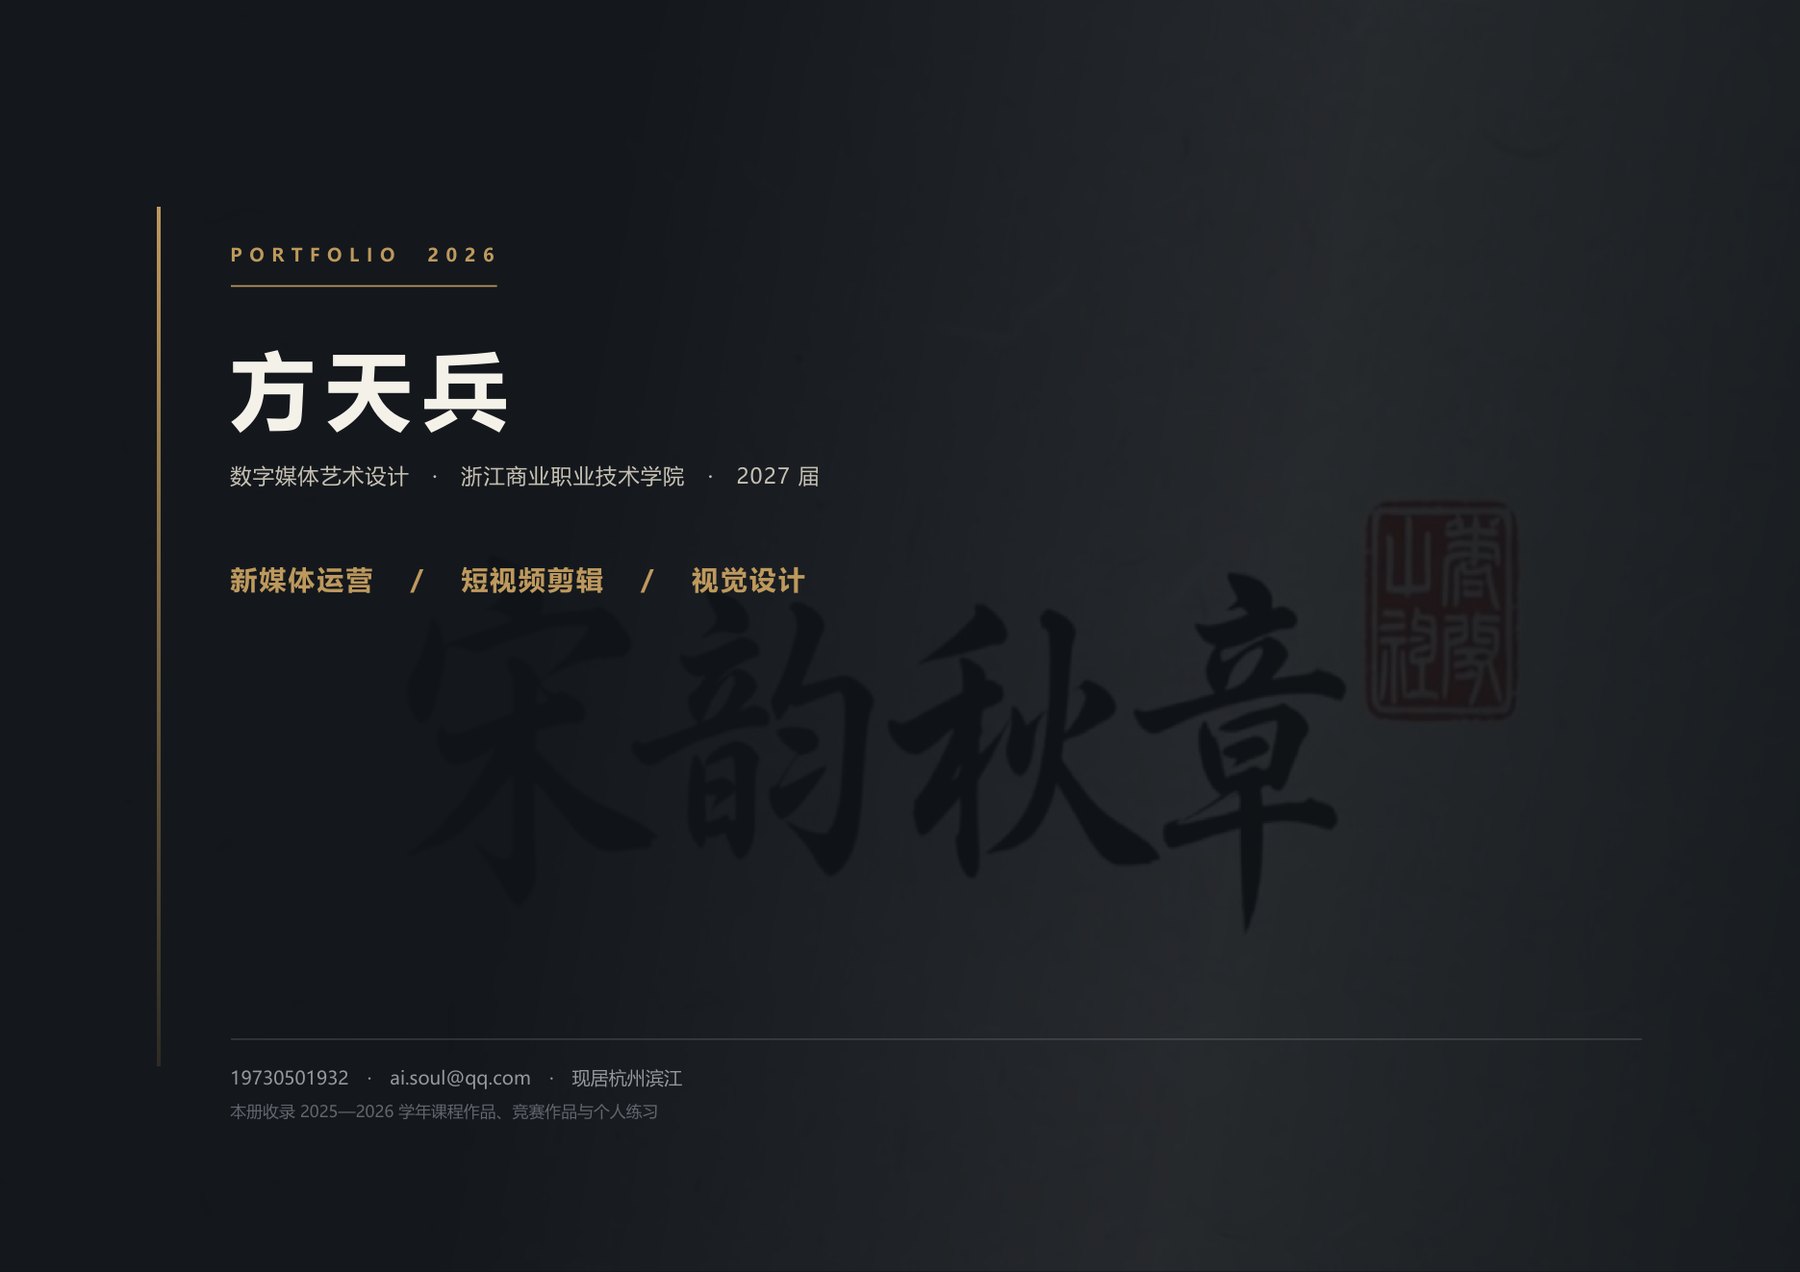 PORTFOLIO 2026
方天兵
数字媒体艺术设计 · 浙江商业职业技术学院 · 2027 届
新媒体运营 / 短视频剪辑 / 视觉设计
宋韵秋章
19730501932 · ai.soul@qq.com · 现居杭州滨江
本册收录 2025—2026 学年课程作品、竞赛作品与个人练习